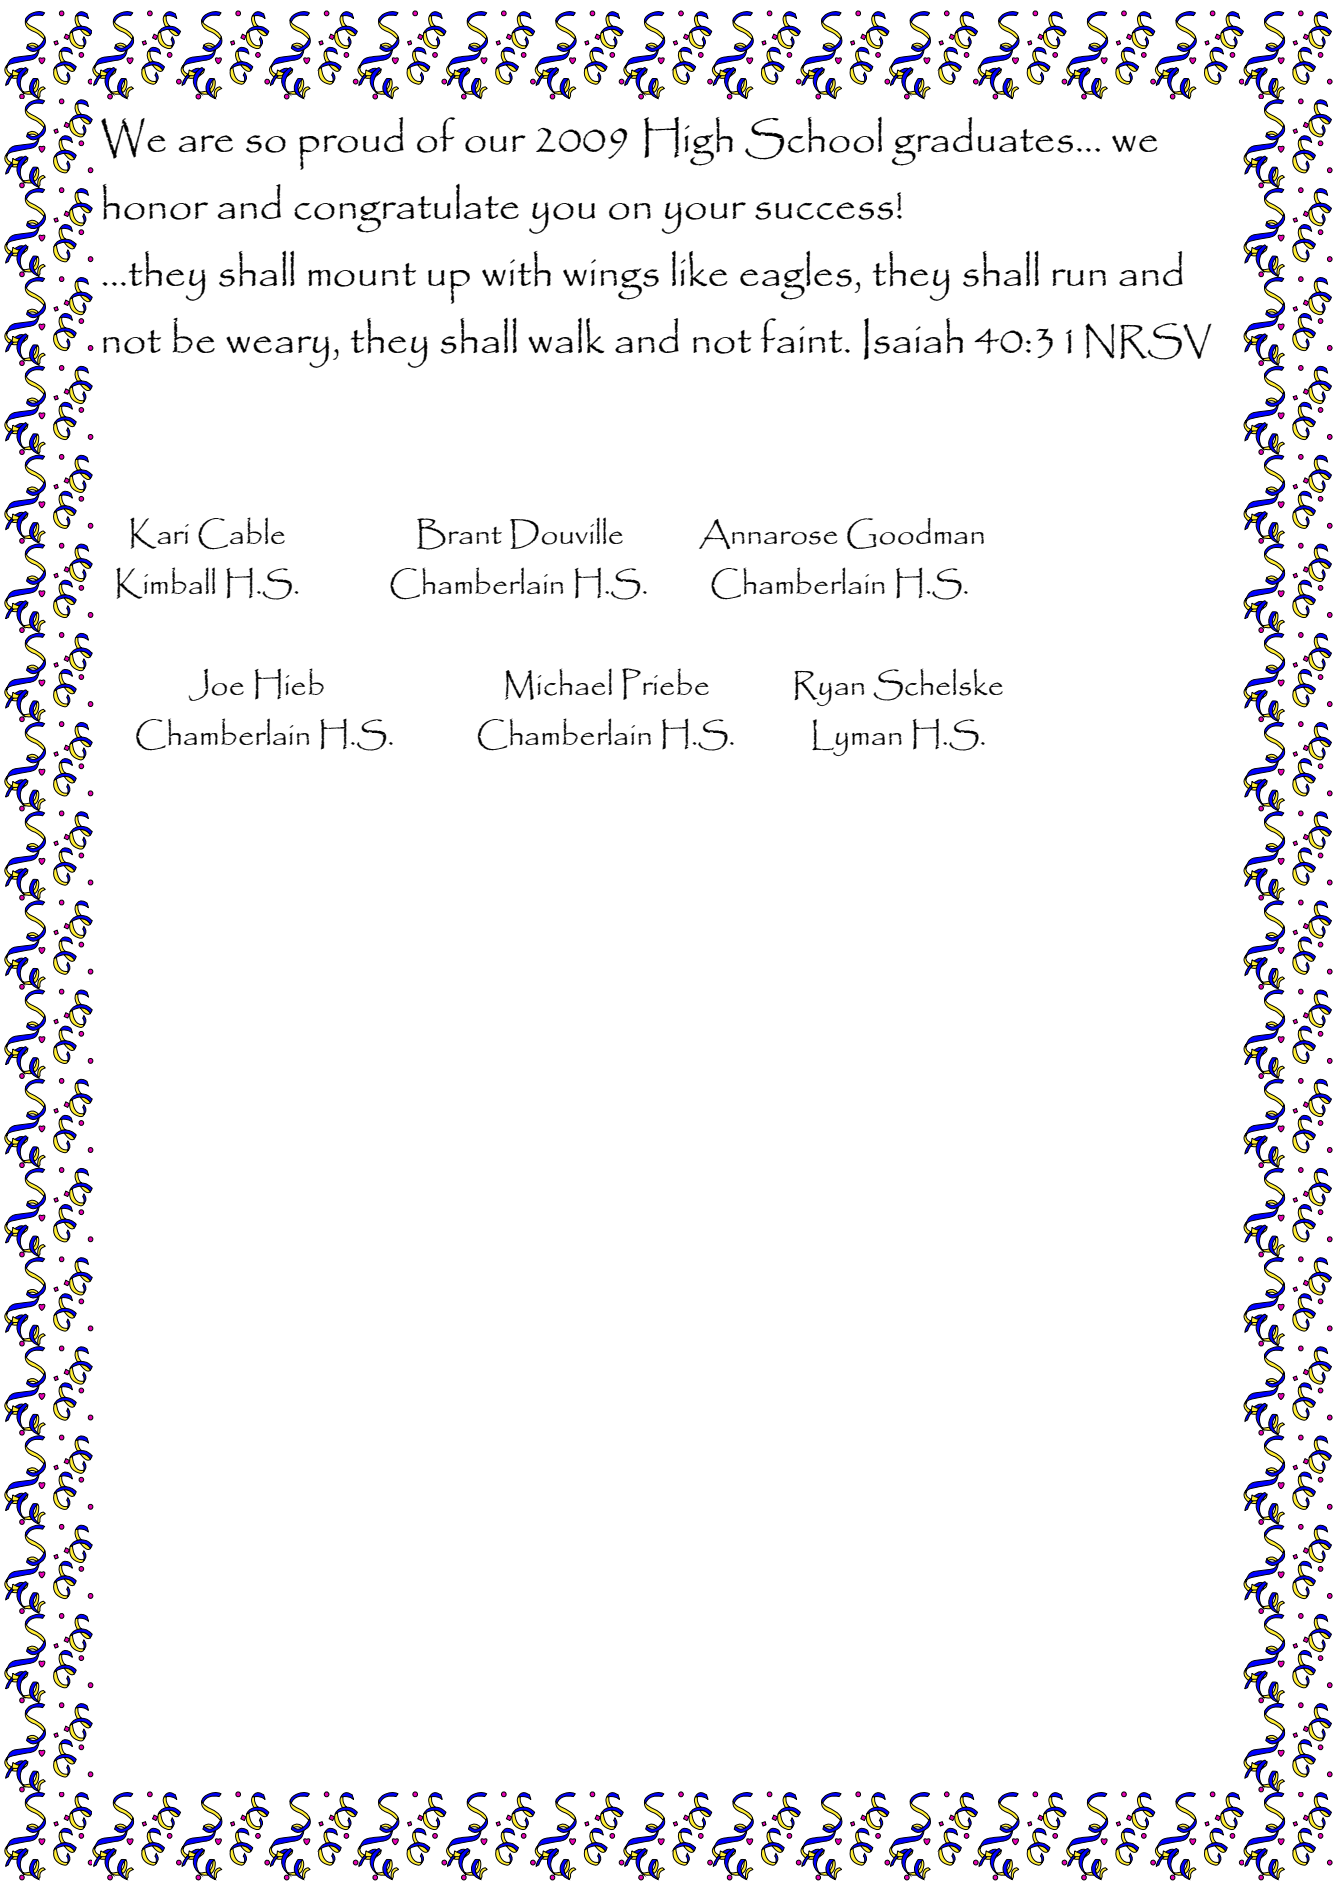 We are so proud of our 2009 High School graduates... we
honor and congratulate you on your success!
...they shall mount up with wings like eagles, they shall run and
not be weary, they shall walk and not faint. Isaiah 40:31 NRSV
Kari Cable Brant Douville Annarose Goodman
Kimball H.S. Chamberlain H.S. Chamberlain H.S.
Joe Hieb Michael Priebe Ryan Schelske
Chamberlain H.S. Chamberlain H.S. Lyman H.S.